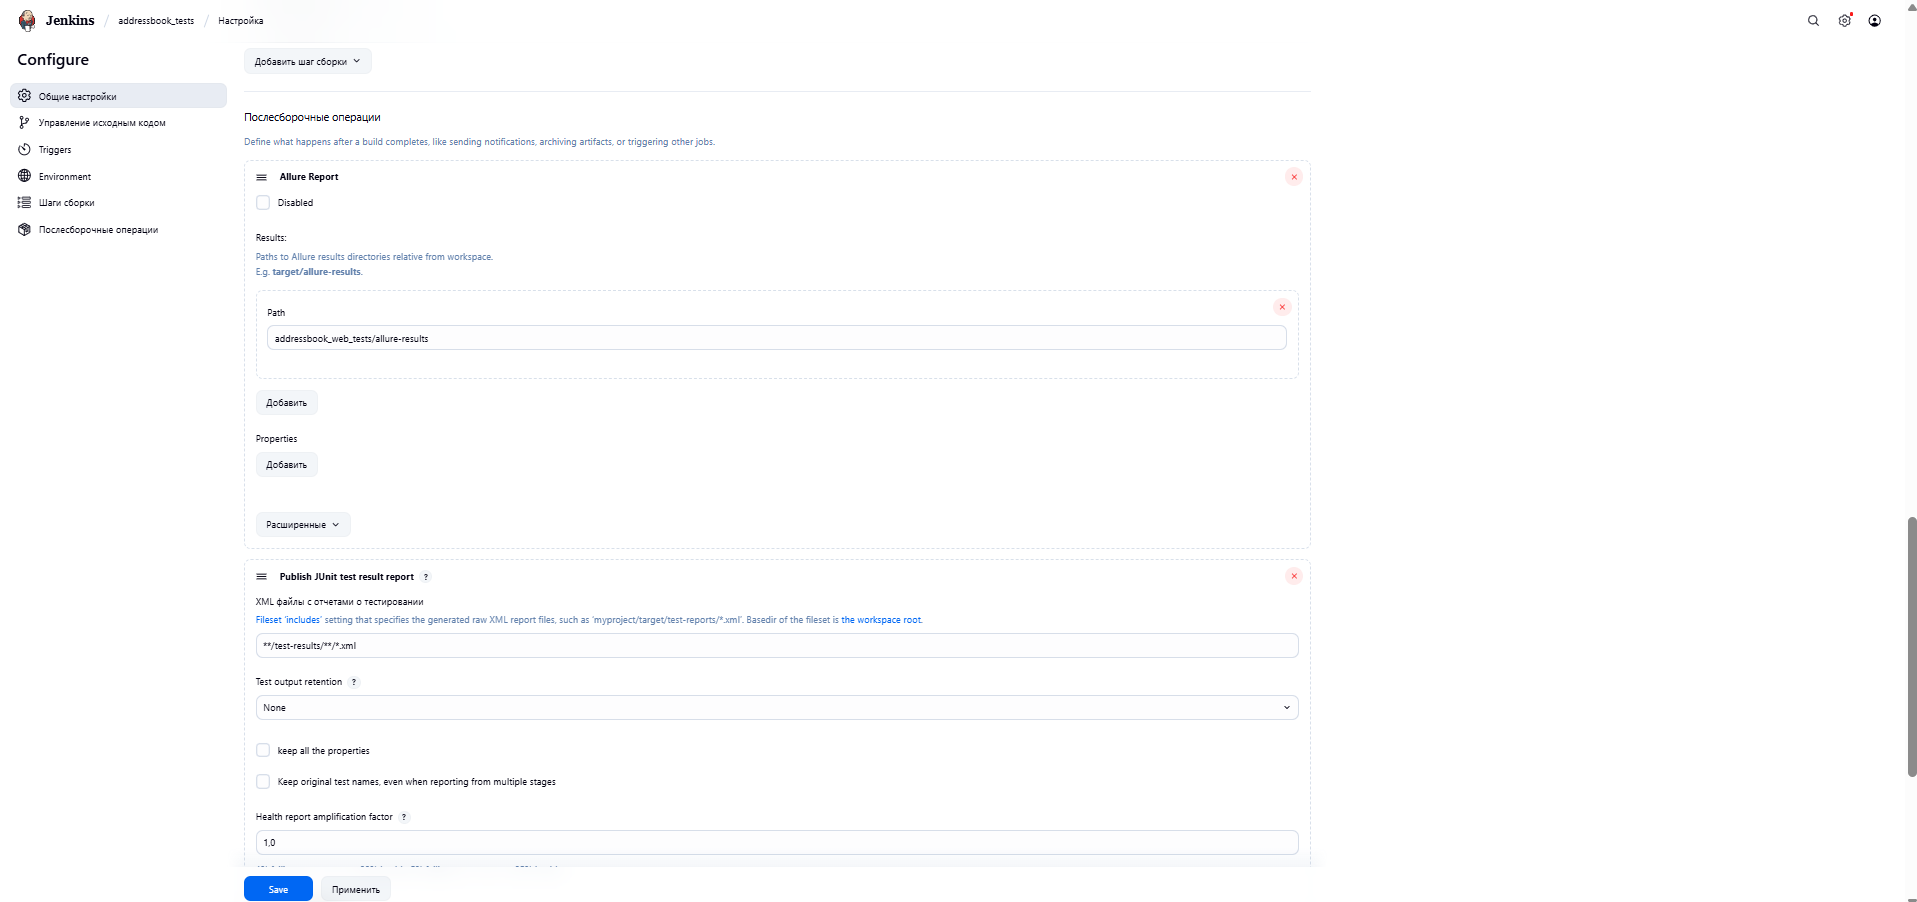 Jenkins / addressbook_tests / Настройка
Configure
Общие настройки
Управление исходным кодом
Triggers
Environment
Шаги сборки
Послесборочные операции
Добавить шаг сборки
Послесборочные операции
Define what happens after a build completes, like sending notifications, archiving artifacts, or triggering other jobs.
Allure Report
Disabled
Results:
Paths to Allure results directories relative from workspace.
E.g. target/allure-results.
Path
addressbook_web_tests/allure-results
Добавить
Properties
Добавить
Расширенные
Publish JUnit test result report ?
XML файлы с отчетами о тестировании
Fileset 'includes' setting that specifies the generated raw XML report files, such as 'myproject/target/test-reports/*.xml'. Basedir of the fileset is the workspace root.
**/test-results/**/*.xml
Test output retention ?
None
keep all the properties
Keep original test names, even when reporting from multiple stages
Health report amplification factor ?
1,0
Save
Применить